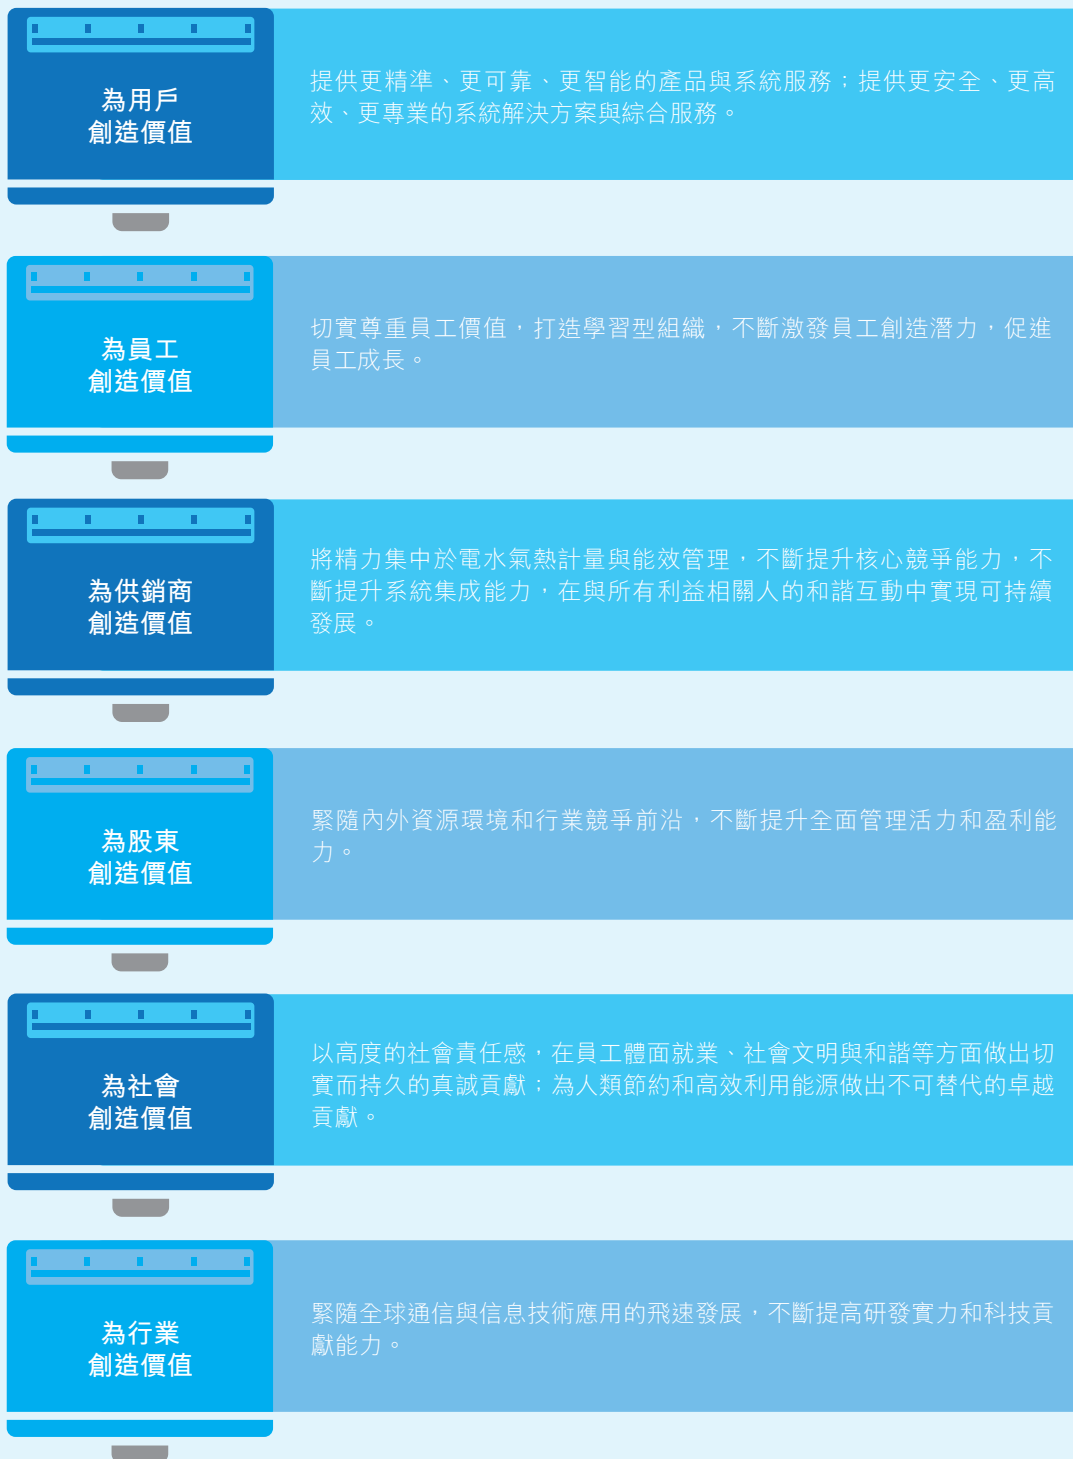 為用戶
創造價值
提供更精準、更可靠、更智能的產品與系統服務；提供更安全、更高
效、更專業的系統解決方案與綜合服務。
為員工
創造價值
切實尊重員工價值，打造學習型組織，不斷激發員工創造潛力，促進
員工成長。
為供銷商
創造價值
將精力集中於電水氣熱計量與能效管理，不斷提升核心競爭能力，不
斷提升系統集成能力，在與所有利益相關人的和諧互動中實現可持續
發展。
為股東
創造價值
緊隨內外資源環境和行業競爭前沿，不斷提升全面管理活力和盈利能
力。
為社會
創造價值
以高度的社會責任感，在員工體面就業、社會文明與和諧等方面做出切
實而持久的真誠貢獻；為人類節約和高效利用能源做出不可替代的卓越
貢獻。
為行業
創造價值
緊隨全球通信與信息技術應用的飛速發展，不斷提高研發實力和科技貢
獻能力。